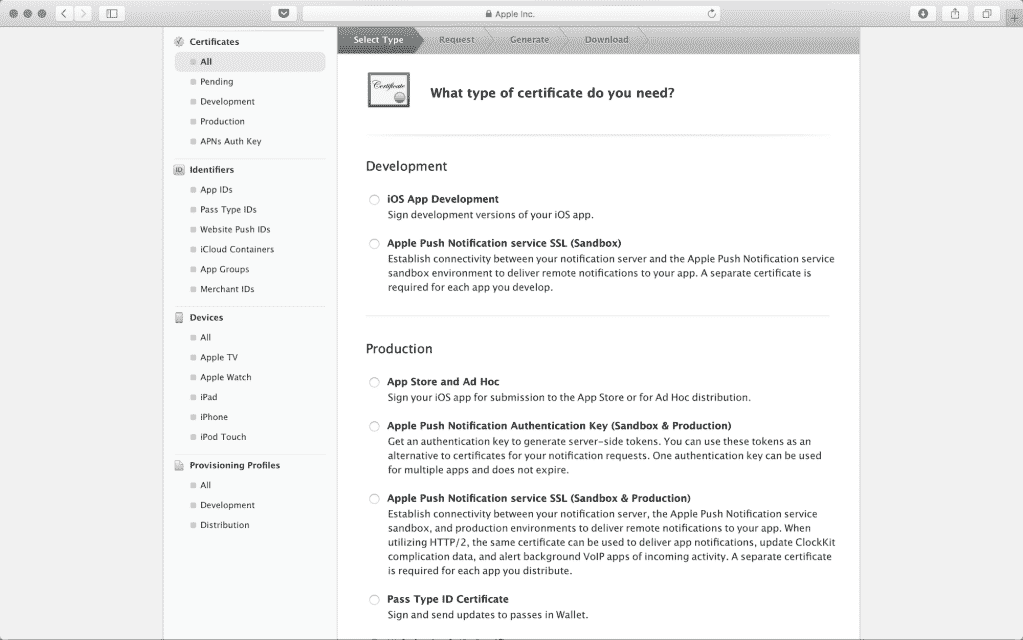 Apple Inc.
Certificates
All
Pending
Development
Production
APNs Auth Key
Identifiers
App IDs
Pass Type IDs
Website Push IDs
iCloud Containers
App Groups
Merchant IDs
Devices
All
Apple TV
Apple Watch
iPad
iPhone
iPod Touch
Provisioning Profiles
All
Development
Distribution
Select Type
Request
Generate
Download
Certificate
What type of certificate do you need?
Development
iOS App Development
Sign development versions of your iOS app.
Apple Push Notification service SSL (Sandbox)
Establish connectivity between your notification server and the Apple Push Notification service
sandbox environment to deliver remote notifications to your app. A separate certificate is
required for each app you develop.
Production
App Store and Ad Hoc
Sign your iOS app for submission to the App Store or for Ad Hoc distribution.
Apple Push Notification Authentication Key (Sandbox & Production)
Get an authentication key to generate server-side tokens. You can use these tokens as an
alternative to certificates for your notification requests. One authentication key can be used
for multiple apps and does not expire.
Apple Push Notification service SSL (Sandbox & Production)
Establish connectivity between your notification server, the Apple Push Notification service
sandbox, and production environments to deliver remote notifications to your app. When
utilizing HTTP/2, the same certificate can be used to deliver app notifications, update ClockKit
complication data, and alert background VoIP apps of incoming activity. A separate certificate
is required for each app you distribute.
Pass Type ID Certificate
Sign and send updates to passes in Wallet.